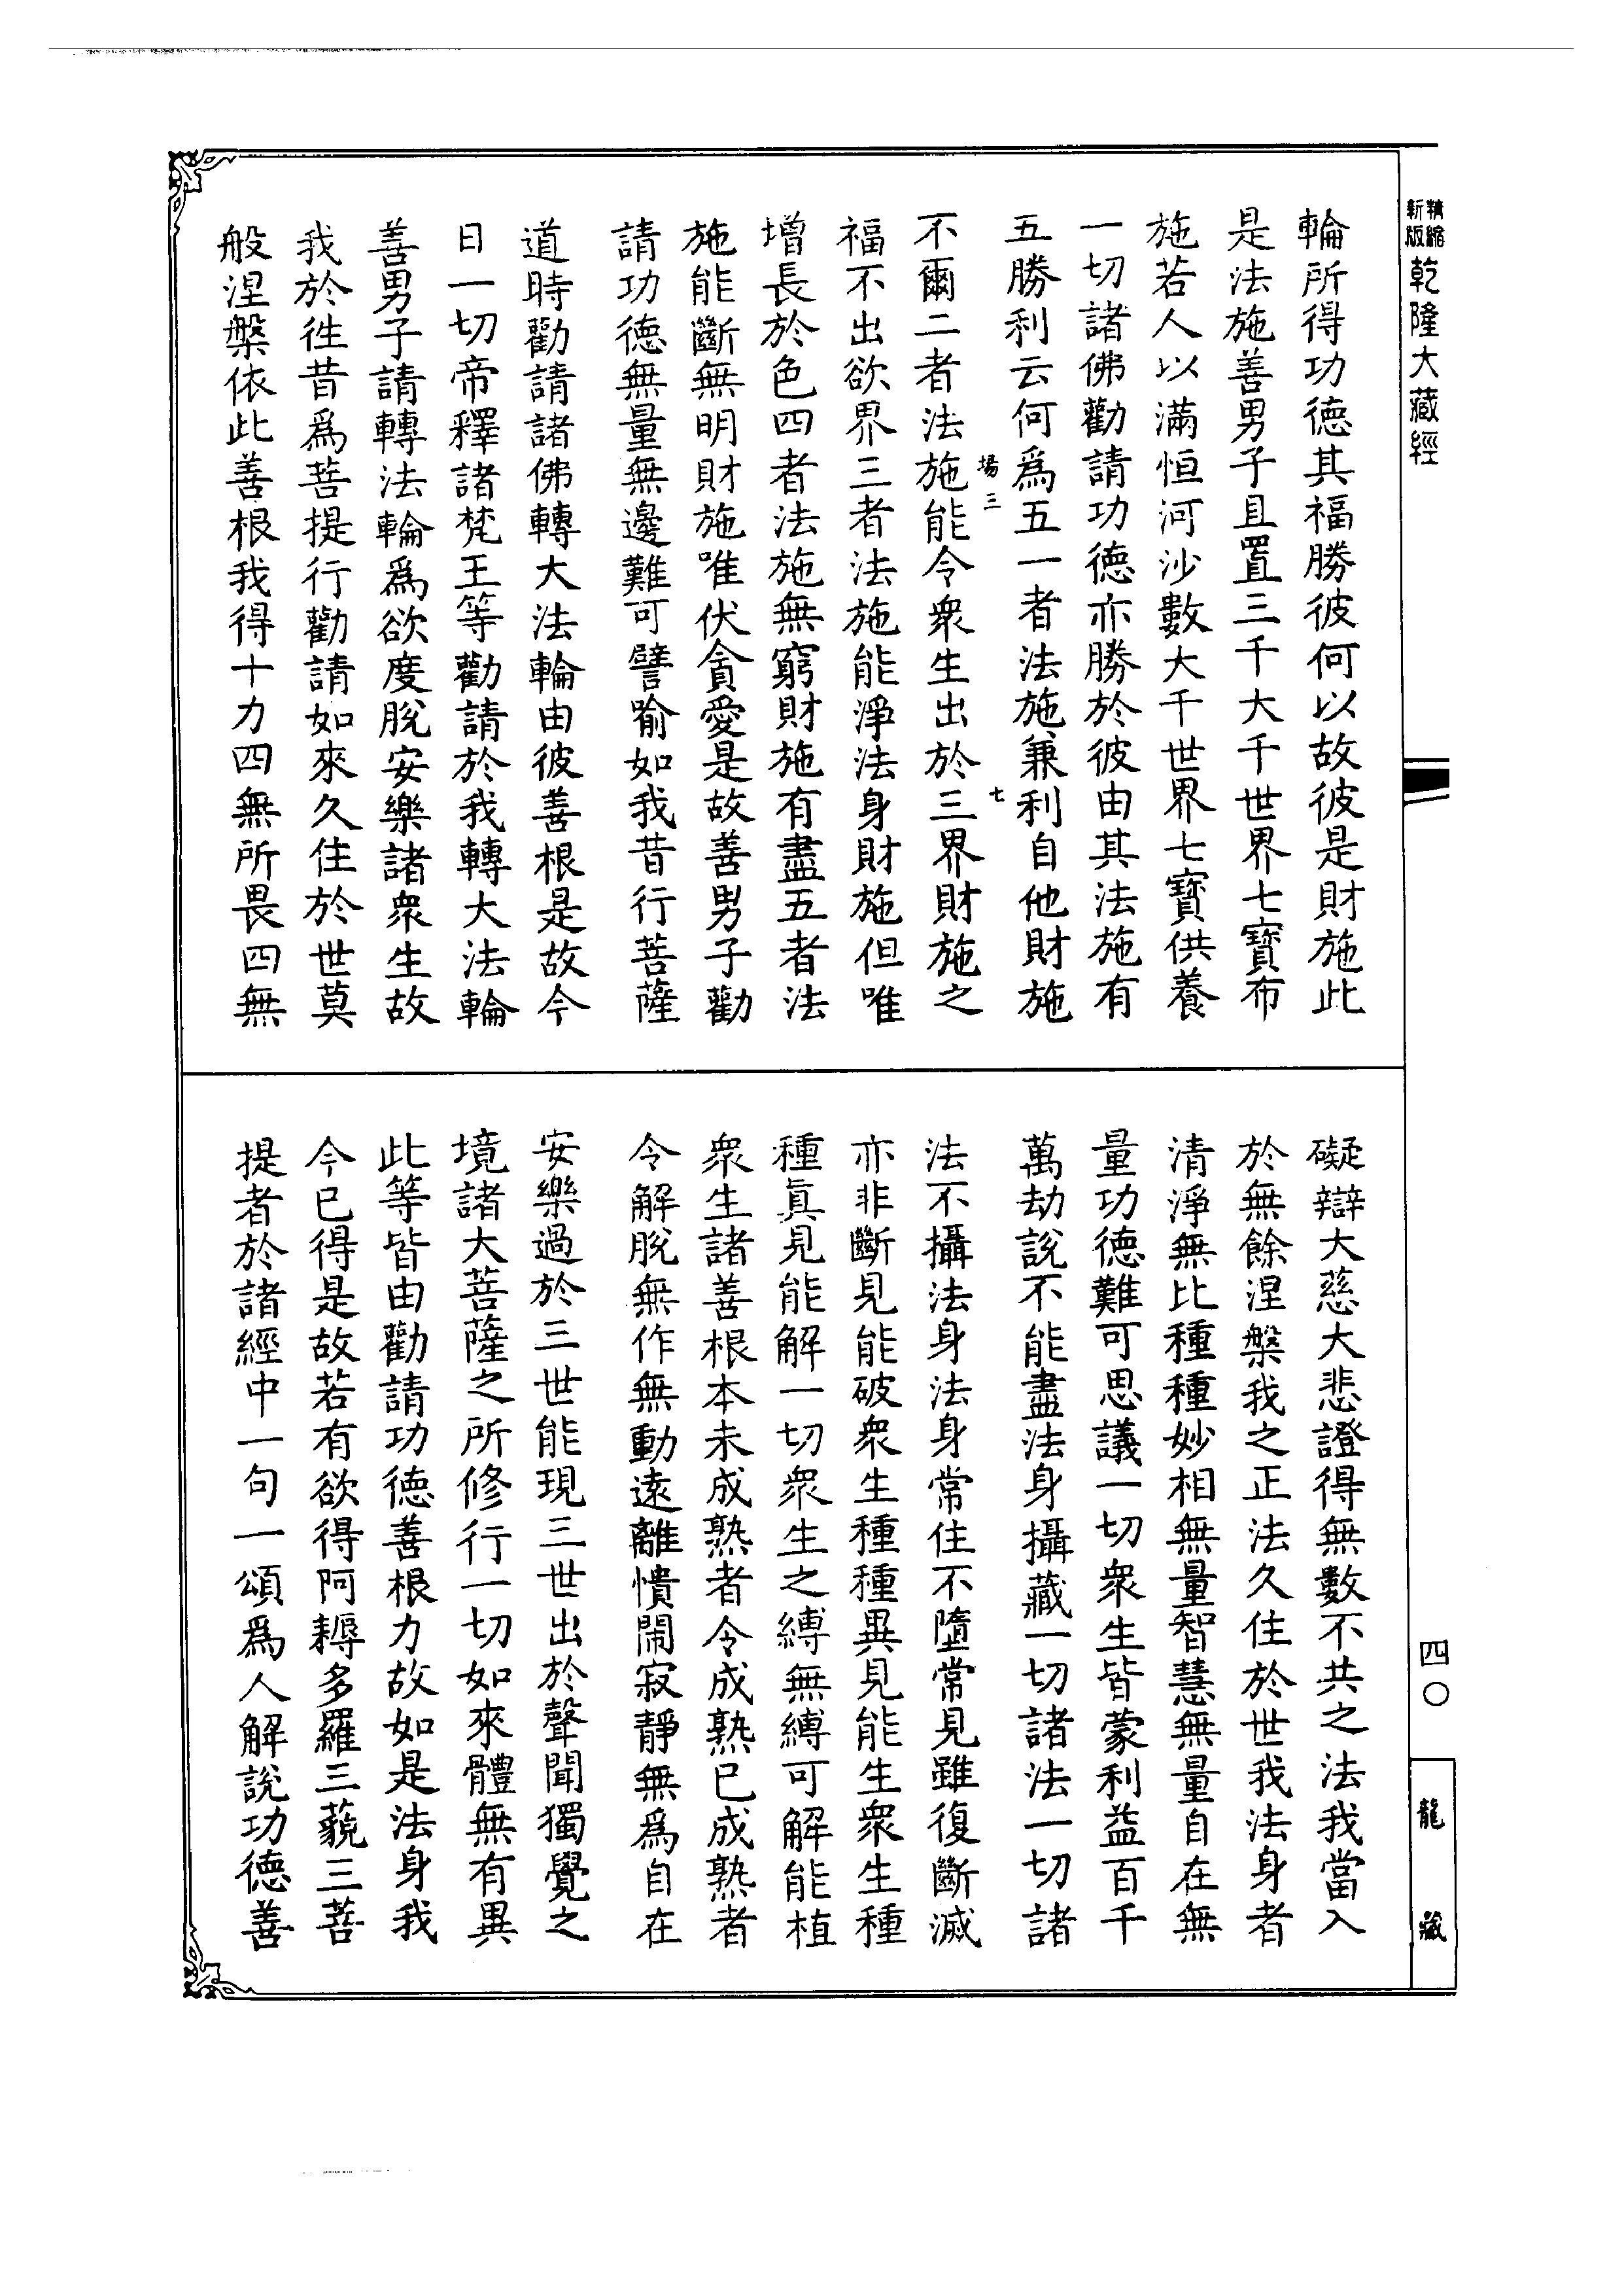 精縮新版乾隆大藏經
輪所得功德其福勝彼何以故彼是財施此
是法施善男子且置三千大千世界七寶布
施若人以滿恒河沙數大千世界七寶供養
一切諸佛勸請功德亦勝於彼由其法施有
五勝利云何爲五一者法施兼利自他財施
場三 七
不爾二者法施能令衆生出於三界財施之
福不出欲界三者法施能淨法身財施但唯
增長於色四者法施無窮財施有盡五者法
施能斷無明財施唯伏貪愛是故善男子勸
請功德無量無邊難可譬喻如我昔行菩薩
道時勸請諸佛轉大法輪由彼善根是故今
日一切帝釋諸梵王等勸請於我轉大法輪
善男子請轉法輪爲欲度脫安樂諸衆生故
我於徃昔爲菩提行勸請如來久住於世莫
般涅槃依此善根我得十力四無所畏四無
礙辯大慈大悲證得無數不共之法我當入
於無餘涅槃我之正法久住於世我法身者
清淨無比種種妙相無量智慧無量自在無
量功德難可思議一切衆生皆蒙利益百千
萬劫說不能盡法身攝藏一切諸法一切諸
法不攝法身法身常住不墮常見雖復斷滅
亦非斷見能破衆生種種異見能生衆生種
種眞見能解一切衆生之縛無縛可解能植
衆生諸善根本未成熟者令成熟已成熟者
令解脫無作無動遠離憒鬧寂靜無爲自在
安樂過於三世能現三世出於聲聞獨覺之
境諸大菩薩之所修行一切如來體無有異
此等皆由勸請功德善根力故如是法身我
今已得是故若有欲得阿耨多羅三藐三菩
提者於諸經中一句一頌爲人解說功德善
四〇
龍藏